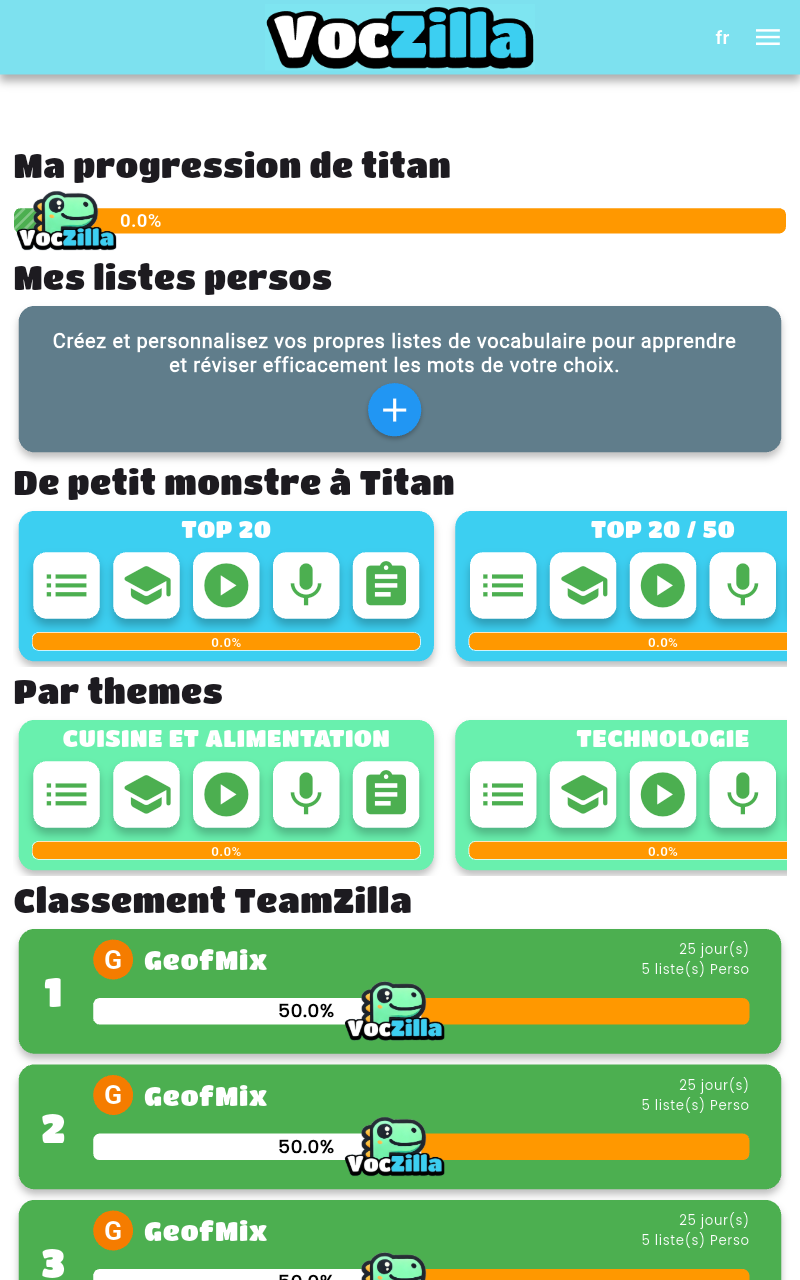 VocZilla
fr
Ma progression de titan
0.0%
VocZilla
Mes listes persos
Créez et personnalisez vos propres listes de vocabulaire pour apprendre
et réviser efficacement les mots de votre choix.
De petit monstre à Titan
TOP 20
0.0%
TOP 20 / 50
0.0%
Par themes
CUISINE ET ALIMENTATION
0.0%
TECHNOLOGIE
0.0%
Classement TeamZilla
1
G
GeofMix
25 jour(s)
5 liste(s) Perso
50.0%
VocZilla
2
G
GeofMix
25 jour(s)
5 liste(s) Perso
50.0%
VocZilla
3
G
GeofMix
25 jour(s)
5 liste(s) Perso
50.0%